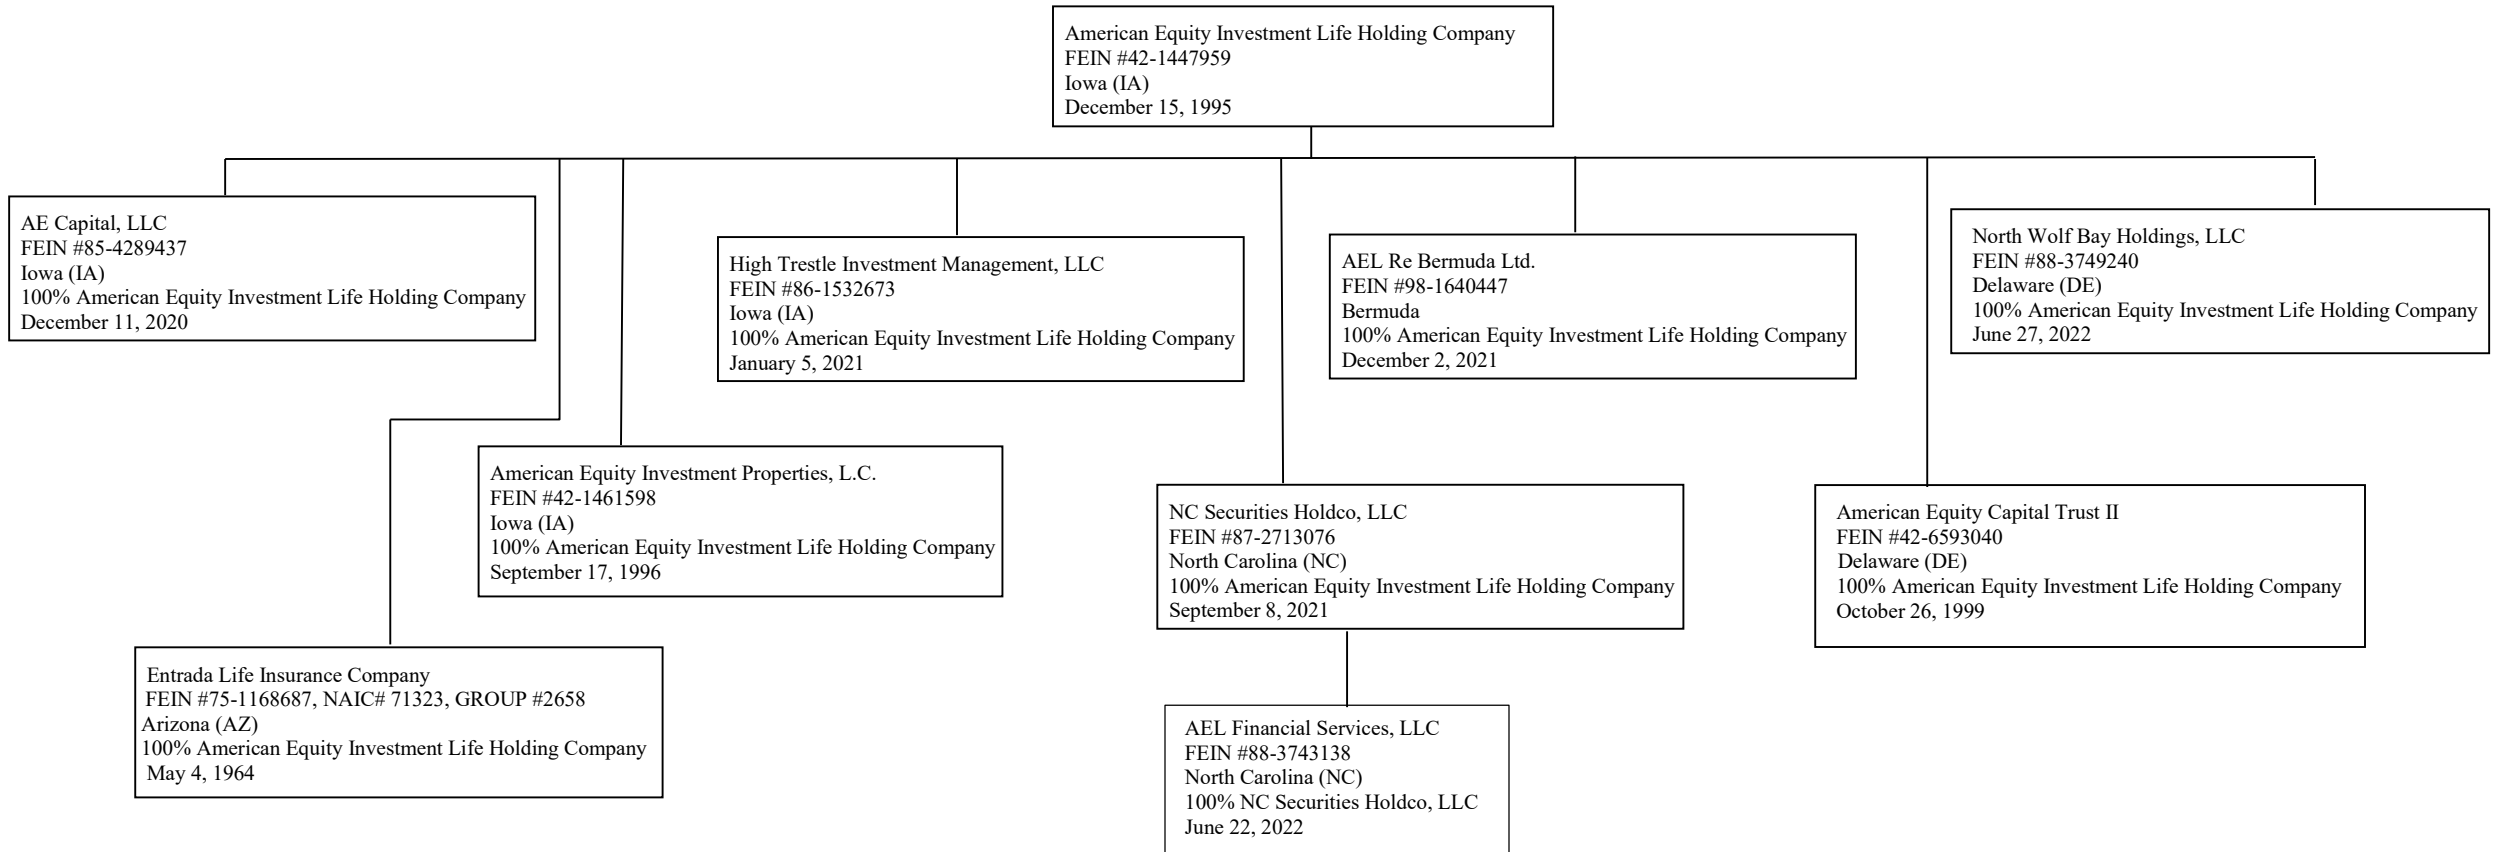 American Equity Investment Life Holding Company
FEIN #42-1447959
Iowa (IA)
December 15, 1995
AE Capital, LLC
FEIN #85-4289437
Iowa (IA)
100% American Equity Investment Life Holding Company
December 11, 2020
High Trestle Investment Management, LLC
FEIN #86-1532673
Iowa (IA)
100% American Equity Investment Life Holding Company
January 5, 2021
AEL Re Bermuda Ltd.
FEIN #98-1640447
Bermuda
100% American Equity Investment Life Holding Company
December 2, 2021
North Wolf Bay Holdings, LLC
FEIN #88-3749240
Delaware (DE)
100% American Equity Investment Life Holding Company
June 27, 2022
American Equity Investment Properties, L.C.
FEIN #42-1461598
Iowa (IA)
100% American Equity Investment Life Holding Company
September 17, 1996
NC Securities Holdco, LLC
FEIN #87-2713076
North Carolina (NC)
100% American Equity Investment Life Holding Company
September 8, 2021
American Equity Capital Trust II
FEIN #42-6593040
Delaware (DE)
100% American Equity Investment Life Holding Company
October 26, 1999
Entrada Life Insurance Company
FEIN #75-1168687, NAIC# 71323, GROUP #2658
Arizona (AZ)
100% American Equity Investment Life Holding Company
May 4, 1964
AEL Financial Services, LLC
FEIN #88-3743138
North Carolina (NC)
100% NC Securities Holdco, LLC
June 22, 2022